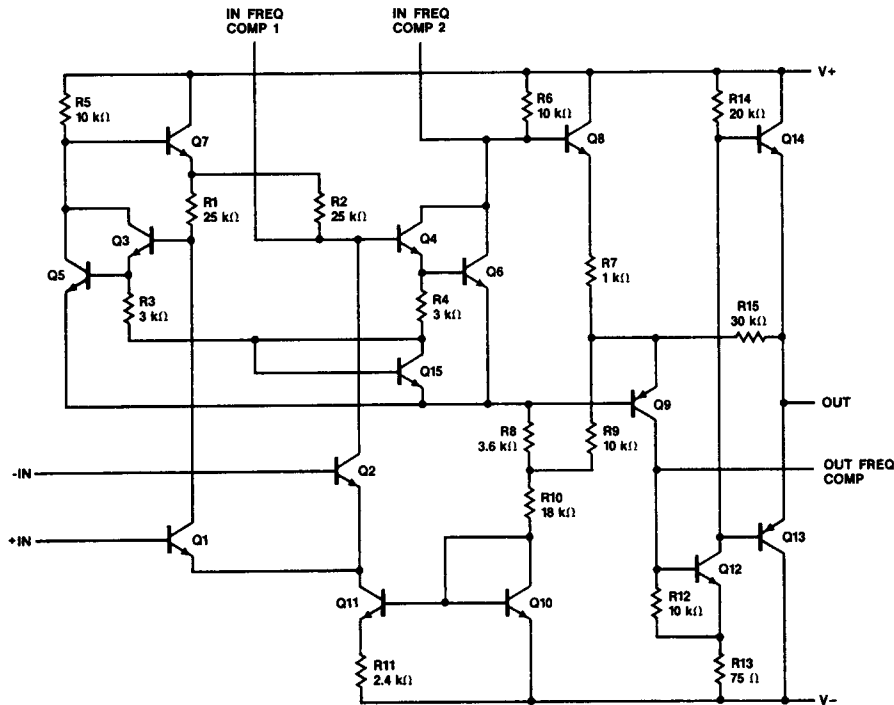 IN FREQ
COMP 1
IN FREQ
COMP 2
V+
R5
10 kΩ
R6
10 kΩ
R14
20 kΩ
Q7
Q8
Q14
R1
25 kΩ
R2
25 kΩ
Q3
Q4
Q5
Q6
R3
3 kΩ
R4
3 kΩ
R7
1 kΩ
R15
30 kΩ
Q15
Q9
OUT
R8
3.6 kΩ
R9
10 kΩ
-IN
Q2
OUT FREQ
COMP
R10
18 kΩ
+IN
Q1
Q13
Q12
Q11
Q10
R12
10 kΩ
R11
2.4 kΩ
R13
75 Ω
V−